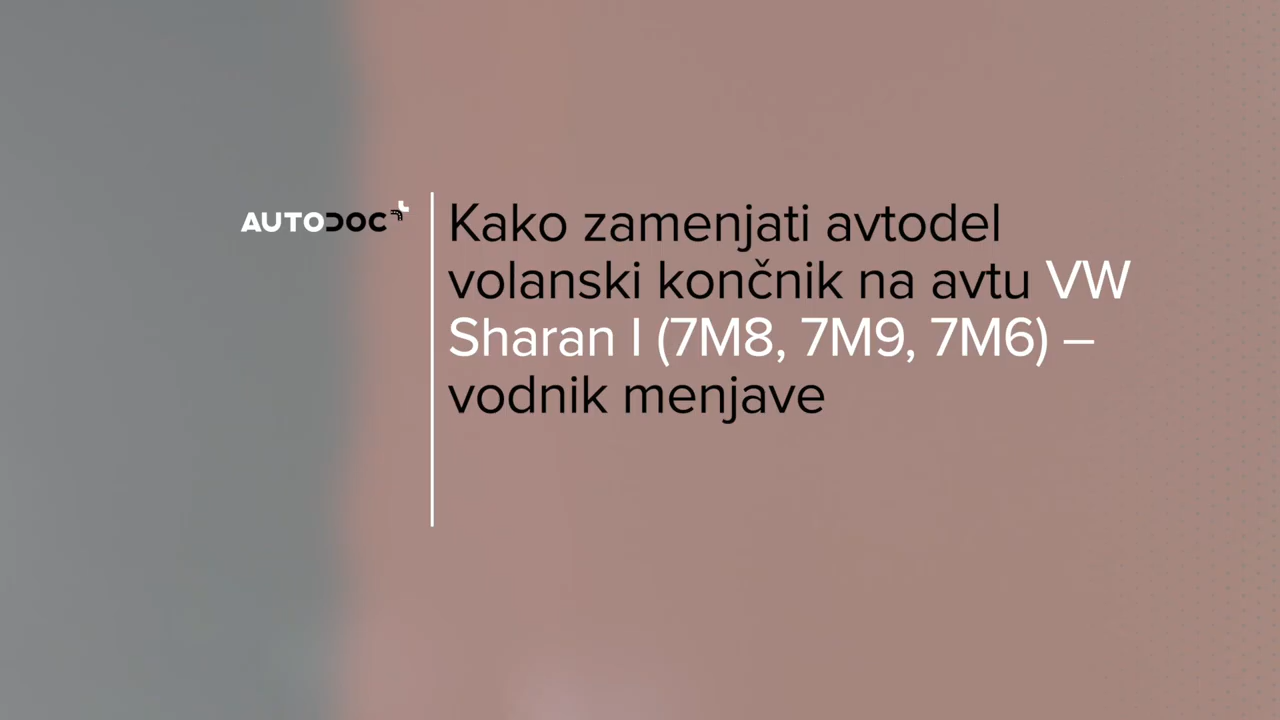 AUTODOC
Kako zamenjati avtodel
volanski končnik na avtu VW
Sharan I (7M8, 7M9, 7M6) –
vodnik menjave